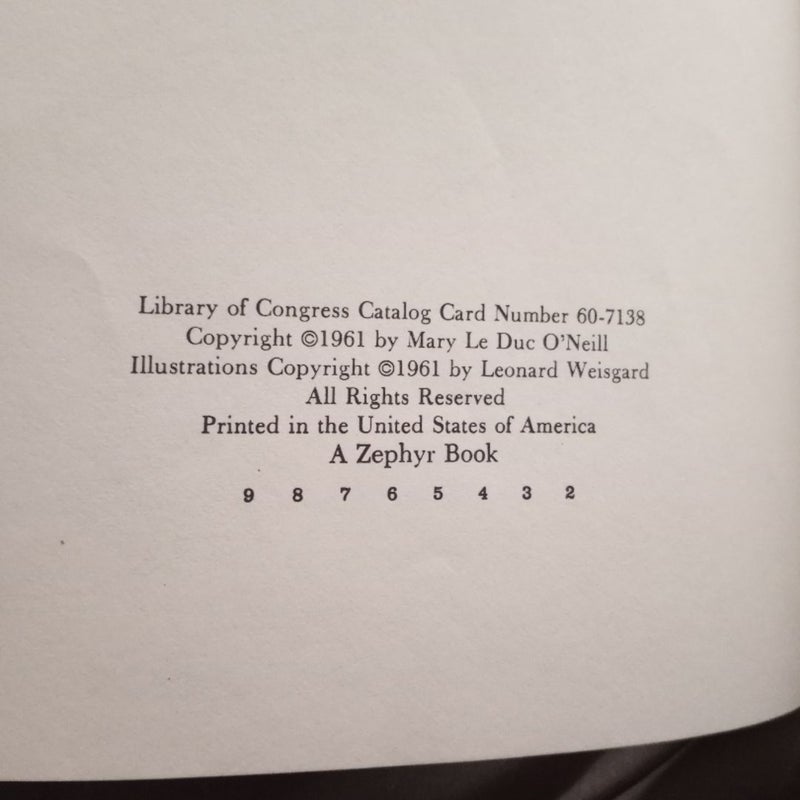 Library of Congress Catalog Card Number 60-7138
Copyright ©1961 by Mary Le Duc O'Neill
Illustrations Copyright ©1961 by Leonard Weisgard
All Rights Reserved
Printed in the United States of America
A Zephyr Book
9 8 7 6 5 4 3 2